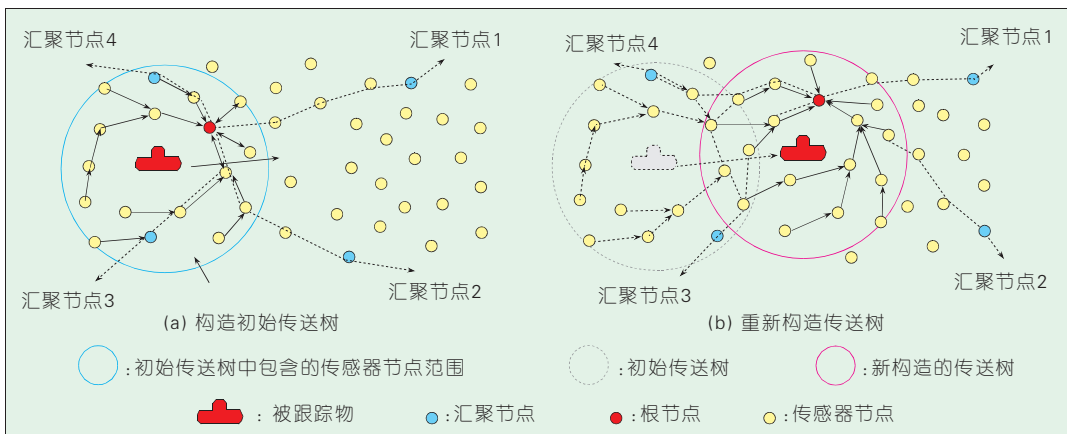 汇聚节点4
汇聚节点1
汇聚节点3
汇聚节点2
(a) 构造初始传送树
汇聚节点4
汇聚节点1
汇聚节点3
汇聚节点2
(b) 重新构造传送树
:初始传送树中包含的传感器节点范围
:初始传送树
:新构造的传送树
: 被跟踪物
:汇聚节点
:根节点
:传感器节点